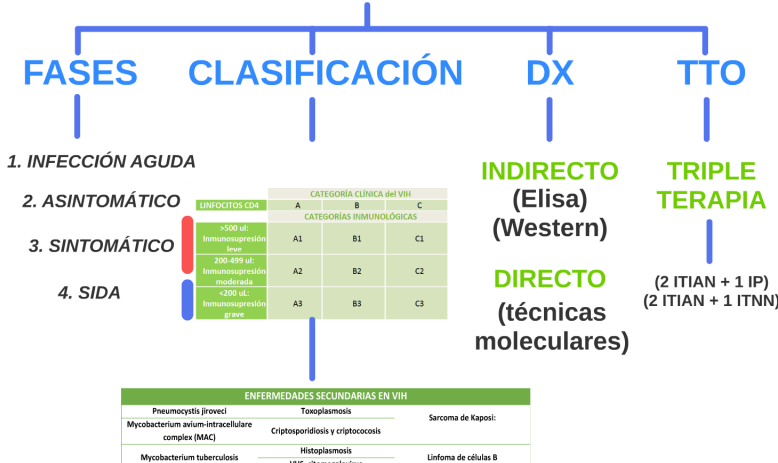 FASES
CLASIFICACIÓN
DX
TTO
1. INFECCIÓN AGUDA
2. ASINTOMÁTICO
3. SINTOMÁTICO
4. SIDA
CATEGORÍA CLÍNICA del VIH
LINFOCITOS CD4 A B C
CATEGORÍAS INMUNOLÓGICAS
>500 ul:
Inmunosupresión
leve
A1 B1 C1
200-499 ul:
Inmunosupresión
moderada
A2 B2 C2
<200 uL:
Inmunosupresión
grave
A3 B3 C3
INDIRECTO
(Elisa)
(Western)
DIRECTO
(técnicas
moleculares)
TRIPLE
TERAPIA
(2 ITIAN + 1 IP)
(2 ITIAN + 1 ITNN)
ENFERMEDADES SECUNDARIAS EN VIH
Pneumocystis jiroveci
Toxoplasmosis
Sarcoma de Kaposi:
Mycobacterium avium-intracellulare
complex (MAC)
Criptosporidiosis y criptococosis
Mycobacterium tuberculosis
Histoplasmosis
Linfoma de células B